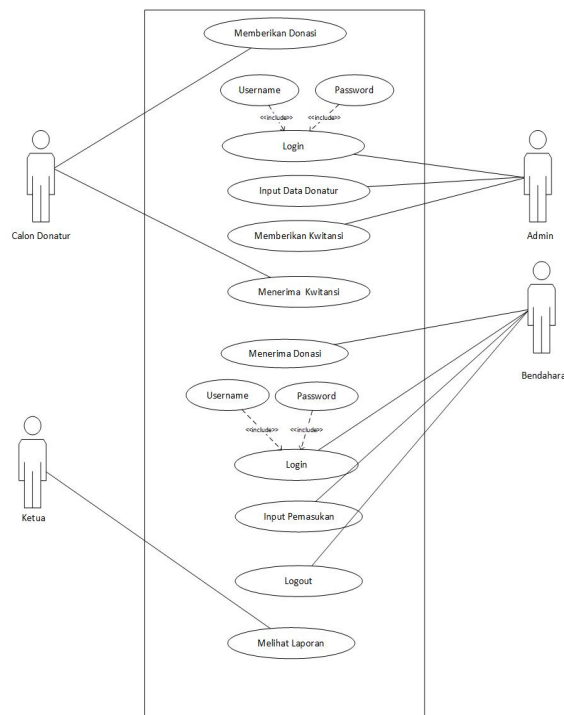 Memberikan Donasi
Username
Password
<<include>>
<<include>>
Login
Input Data Donatur
Calon Donatur
Memberikan Kwitansi
Admin
Menerima Kwitansi
Menerima Donasi
Bendahara
Username
Password
<<include>>
<<include>>
Login
Ketua
Input Pemasukan
Logout
Melihat Laporan